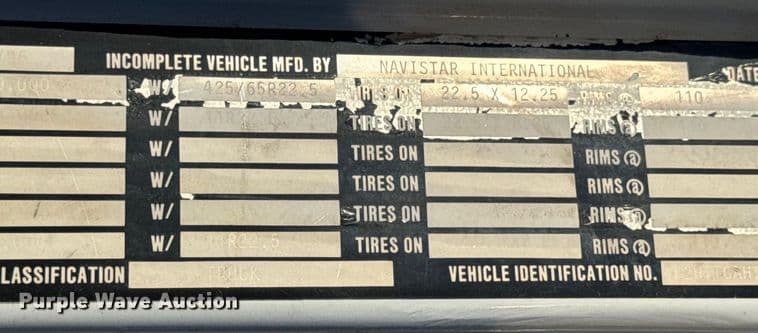 INCOMPLETE VEHICLE MFD. BY NAVISTAR INTERNATIONAL DATE
W/ 425/65R22.5 TIRES ON 22.5 X 12.25 RIMS @ 110
W/ TIRES ON RIMS @
W/ TIRES ON RIMS @
W/ TIRES ON RIMS @
W/ TIRES ON RIMS @
W/ TIRES ON RIMS @
LASSIFICATION TRUCK VEHICLE IDENTIFICATION NO.
Purple Wave Auction